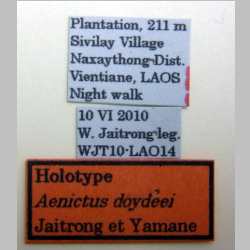 Plantation, 211 m
Sivilay Village
Naxaythong Dist.
Vientiane, LAOS
Night walk
10 VI 2010
W. Jaitrong leg.
WJT10-LAO14
Holotype
Aenictus doydeei
Jaitrong et Yamane